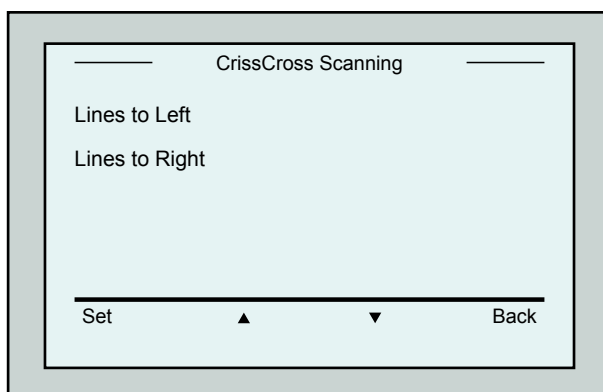 CrissCross Scanning
Lines to Left
Lines to Right
Set ▲ ▼ Back